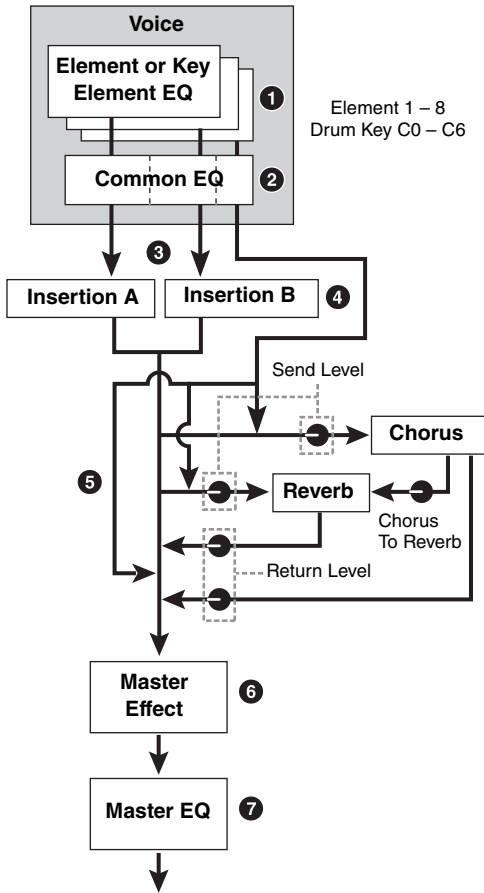 Voice
Element or Key
Element EQ
1
Element 1 – 8
Drum Key C0 – C6
Common EQ
2
3
Insertion A
Insertion B
4
Send Level
Chorus
5
Reverb
Chorus
To Reverb
Return Level
Master
Effect
6
Master EQ
7